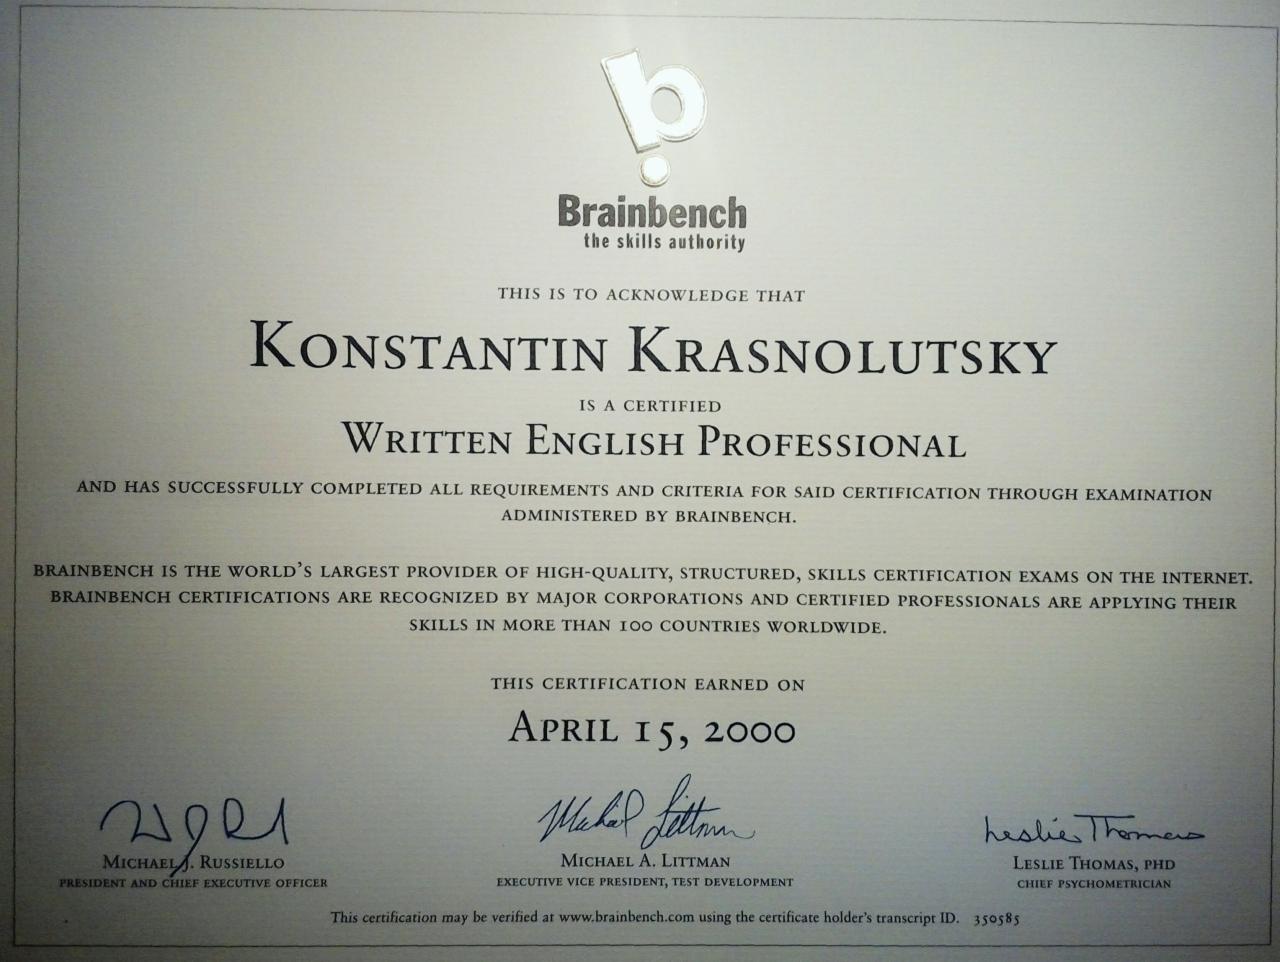 b
Brainbench
the skills authority
THIS IS TO ACKNOWLEDGE THAT
KONSTANTIN KRASNOLUTSKY
IS A CERTIFIED
WRITTEN ENGLISH PROFESSIONAL
AND HAS SUCCESSFULLY COMPLETED ALL REQUIREMENTS AND CRITERIA FOR SAID CERTIFICATION THROUGH EXAMINATION
ADMINISTERED BY BRAINBENCH.
BRAINBENCH IS THE WORLD'S LARGEST PROVIDER OF HIGH-QUALITY, STRUCTURED, SKILLS CERTIFICATION EXAMS ON THE INTERNET.
BRAINBENCH CERTIFICATIONS ARE RECOGNIZED BY MAJOR CORPORATIONS AND CERTIFIED PROFESSIONALS ARE APPLYING THEIR
SKILLS IN MORE THAN 100 COUNTRIES WORLDWIDE.
THIS CERTIFICATION EARNED ON
APRIL 15, 2000
Michael Littman
Leslie Thomas
MICHAEL J. RUSSIELLO
MICHAEL A. LITTMAN
LESLIE THOMAS, PHD
PRESIDENT AND CHIEF EXECUTIVE OFFICER
EXECUTIVE VICE PRESIDENT, TEST DEVELOPMENT
CHIEF PSYCHOMETRICIAN
This certification may be verified at www.brainbench.com using the certificate holder's transcript ID. 350585